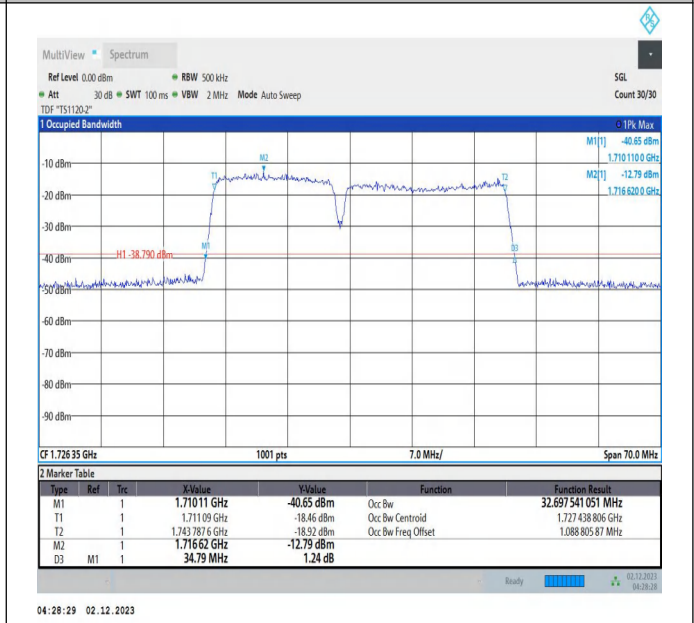 MultiView Spectrum
Ref Level 0.00 dBm RBW 500 kHz SGL
Att 30 dB SWT 100 ms VBW 2 MHz Mode Auto Sweep Count 30/30
TDF "TS1120-2"
1 Occupied Bandwidth 1Pk Max
M1[1] -40.65 dBm
1.710 110 0 GHz
M2[1] -12.79 dBm
1.716 620 0 GHz
M2
-10 dBm
T1
T2
-20 dBm
-30 dBm
M1
D3
H1 -38.790 dBm
-40 dBm
-50 dBm
-60 dBm
-70 dBm
-80 dBm
-90 dBm
CF 1.726 35 GHz 1001 pts 7.0 MHz/ Span 70.0 MHz
2 Marker Table
Type Ref Trc X-Value Y-Value Function Function Result
M1 1 1.71011 GHz -40.65 dBm Occ Bw 32.697 541 051 MHz
T1 1 1.711 09 GHz -18.46 dBm Occ Bw Centroid 1.727 438 806 GHz
T2 1 1.743 787 6 GHz -18.92 dBm Occ Bw Freq Offset 1.088 805 87 MHz
M2 1 1.71662 GHz -12.79 dBm
D3 M1 1 34.79 MHz 1.24 dB
Ready 02.12.2023
04:28:28
04:28:29 02.12.2023